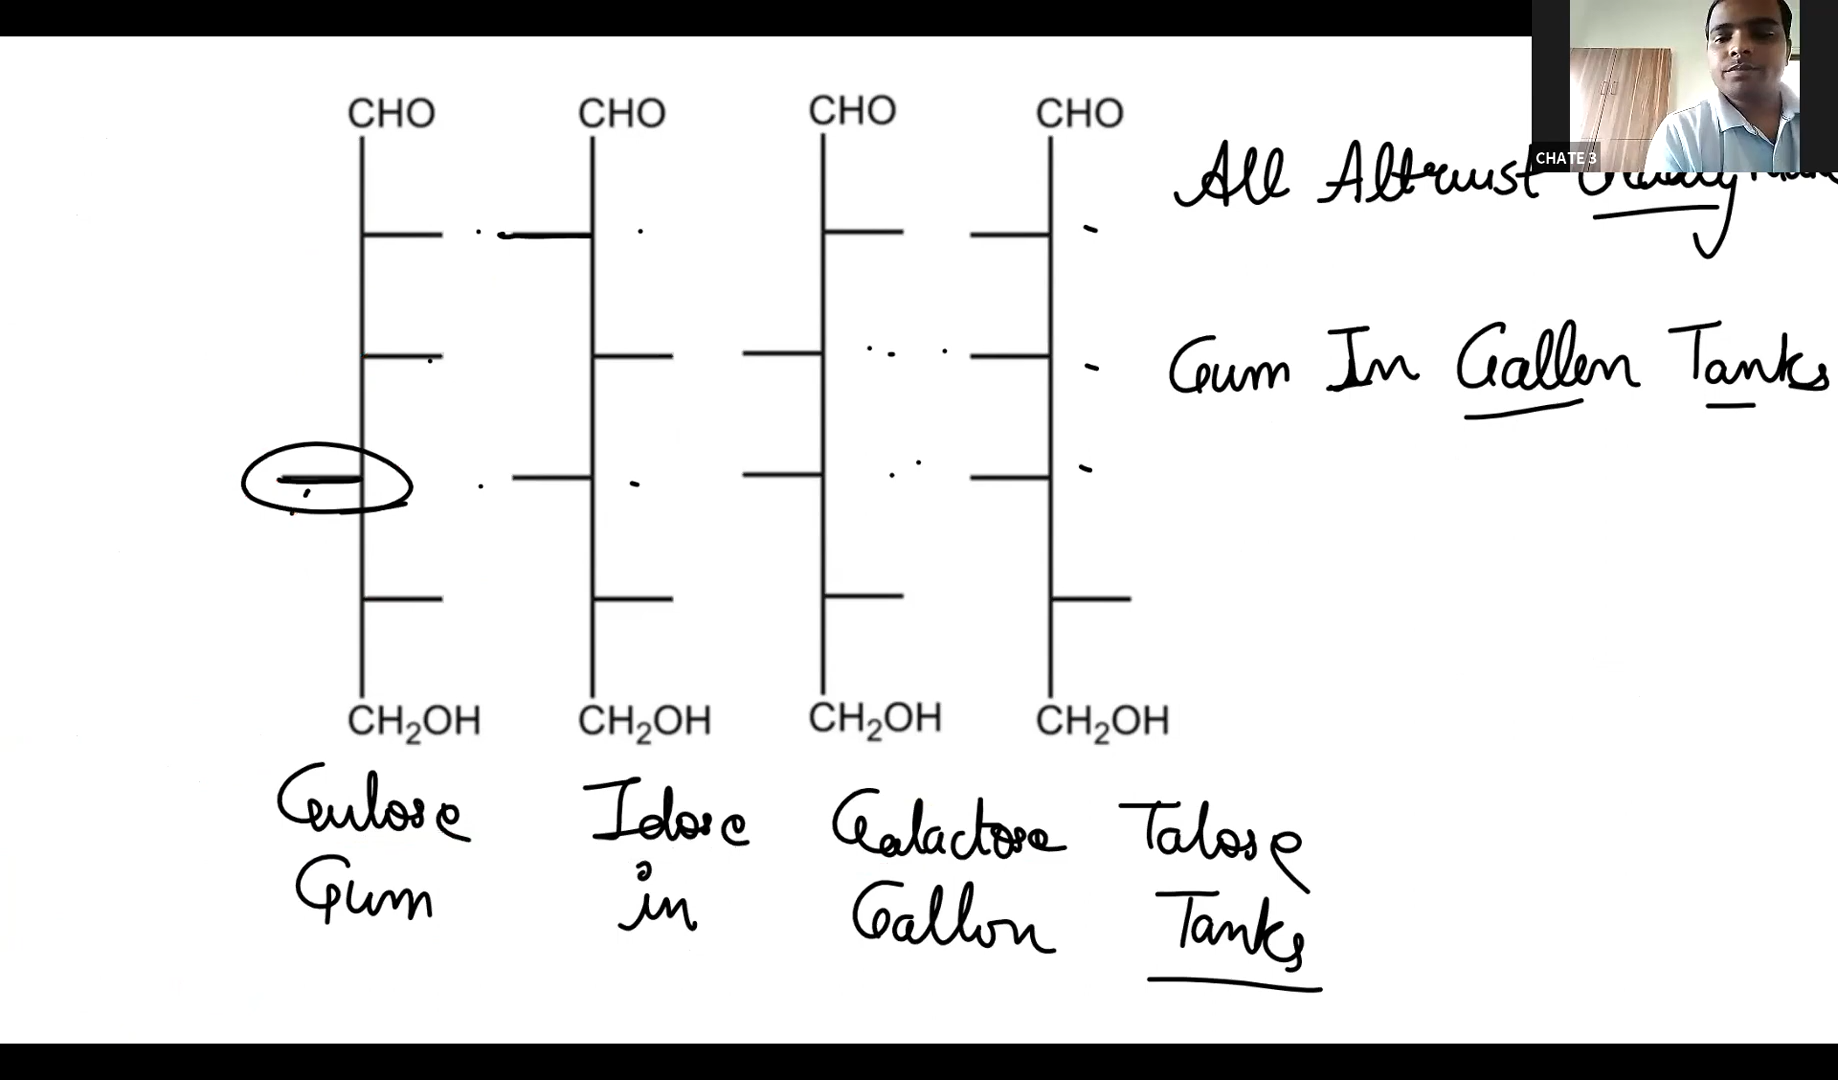 CHO CHO CHO CHO
CHATE 3
All Altruist
Gum In Gallen Tanks
CH₂OH CH₂OH CH₂OH CH₂OH
Gulose Idose Galactose Talose
Gum in Gallon Tanks